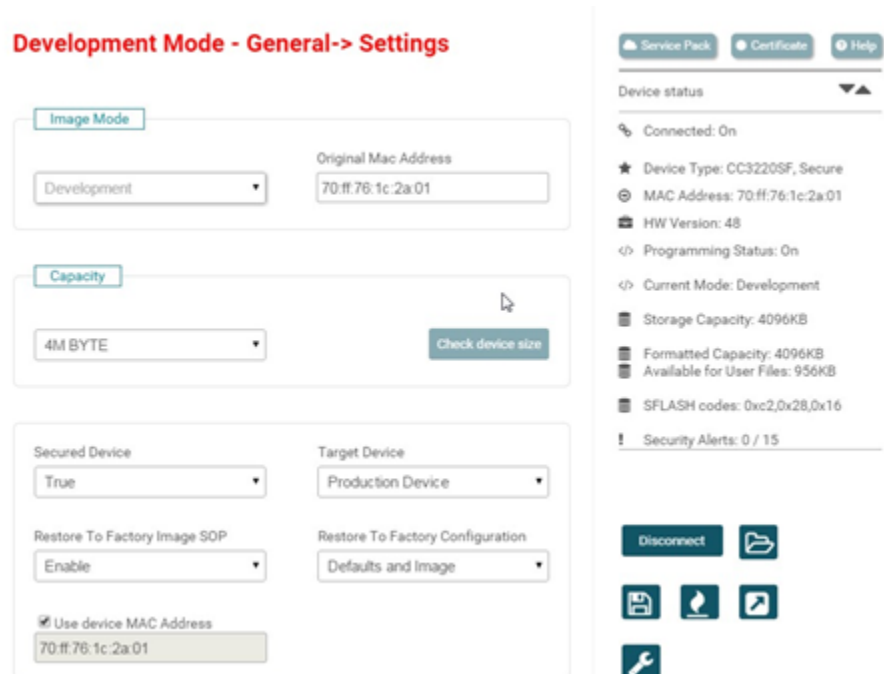 Development Mode - General-> Settings
Image Mode
Original Mac Address
Development
70:ff:76:1c:2a:01
Capacity
4M BYTE
Check device size
Secured Device
Target Device
True
Production Device
Restore To Factory Image SOP
Restore To Factory Configuration
Enable
Defaults and Image
Use device MAC Address
70:ff:76:1c:2a:01
Service Pack
Certificate
Help
Device status
Connected: On
Device Type: CC3220SF, Secure
MAC Address: 70:ff:76:1c:2a:01
HW Version: 48
</> Programming Status: On
</> Current Mode: Development
Storage Capacity: 4096KB
Formatted Capacity: 4096KB
Available for User Files: 956KB
SFLASH codes: 0xc2,0x28,0x16
! Security Alerts: 0 / 15
Disconnect